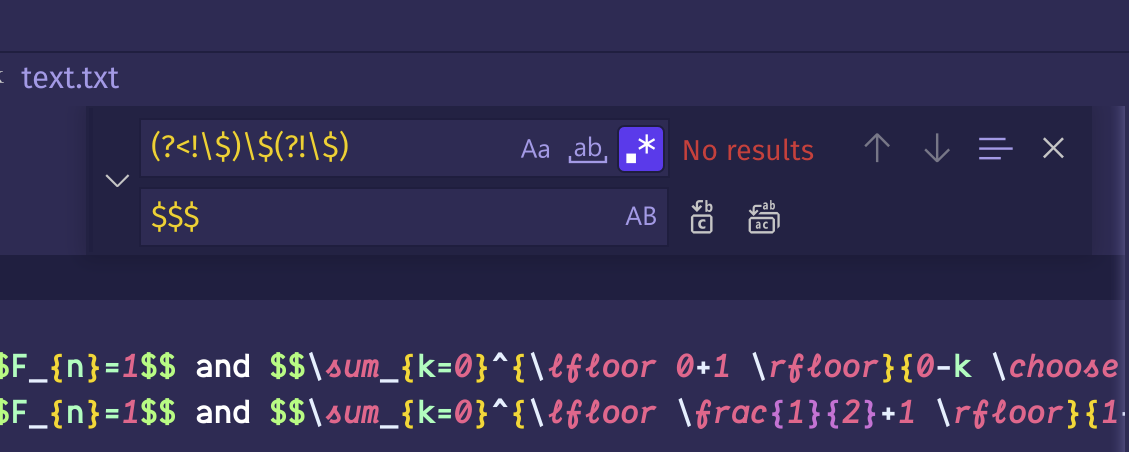 text.txt
(?<!\$)\$(?!\$) Aa ab .* No results
$$$ AB
$F_{n}=1$$ and $$\sum_{k=0}^{\lfloor 0+1 \rfloor}{0-k \choose
$F_{n}=1$$ and $$\sum_{k=0}^{\lfloor \frac{1}{2}+1 \rfloor}{1-